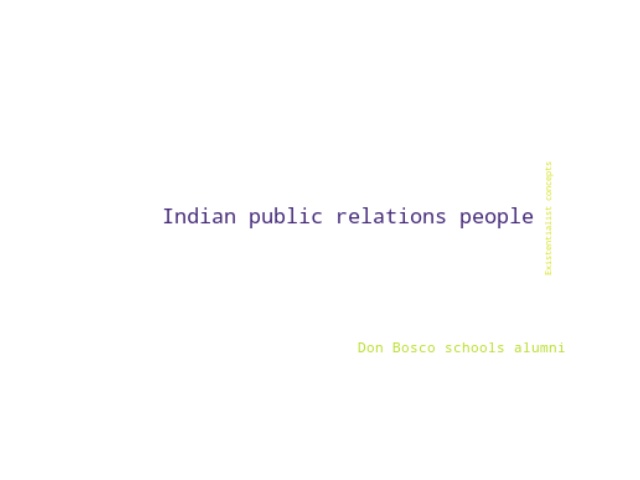 Indian public relations people
Existentialist concepts
Don Bosco schools alumni